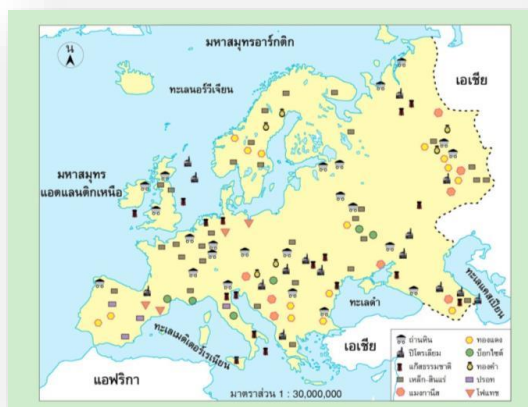 มหาสมุทรอาร์กติก
น
เอเชีย
ทะเลนอร์วีเจียน
มหาสมุทร
แอตแลนติกเหนือ
ทะเลแคสเปียน
ทะเลดำ
ทะเลเมดิเตอร์เรเนียน
เอเชีย
แอฟริกา
มาตราส่วน 1 : 30,000,000
ถ่านหิน
ปิโตรเลียม
แก๊สธรรมชาติ
เหล็ก-สินแร่
แมงกานีส
ทองแดง
บ๊อกไซต์
ทองคำ
ปรอท
โพแทช